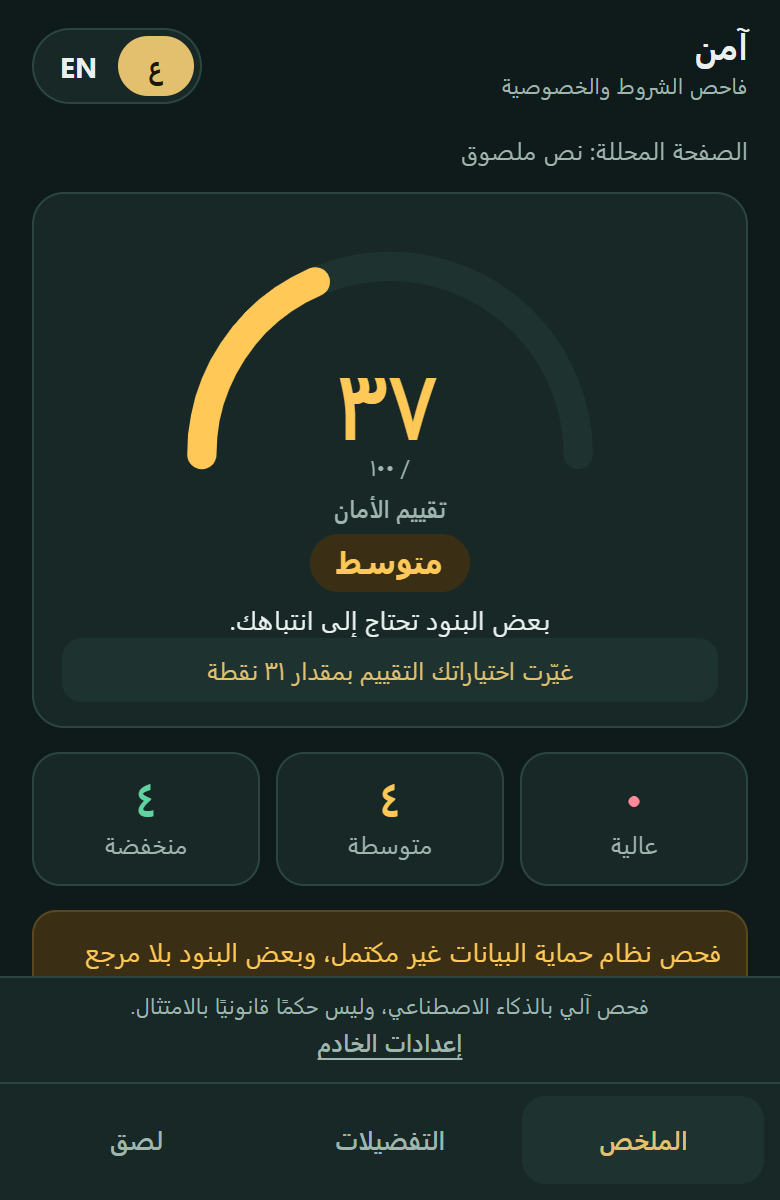 آمن
ع EN
فاحص الشروط والخصوصية
الصفحة المحللة: نص ملصوق
٣٧
/ ١٠٠
تقييم الأمان
متوسط
بعض البنود تحتاج إلى انتباهك.
غيّرت اختياراتك التقييم بمقدار ٣١ نقطة
٠ ٤ ٤
عالية متوسطة منخفضة
فحص نظام حماية البيانات غير مكتمل، وبعض البنود بلا مرجع
فحص آلي بالذكاء الاصطناعي، وليس حكمًا قانونيًا بالامتثال.
إعدادات الخادم
الملخص التفضيلات لصق